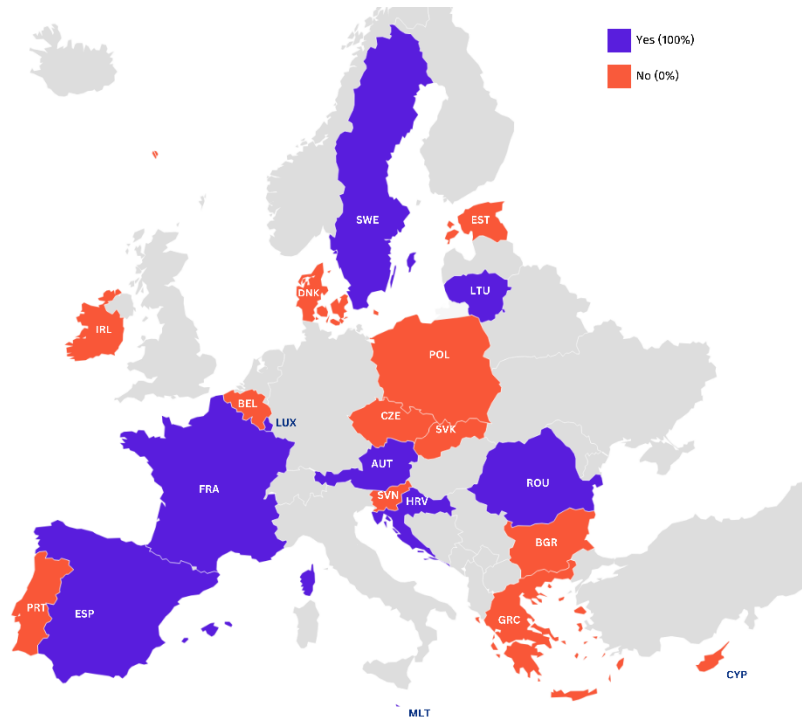 Yes (100%)
No (0%)
SWE
EST
LTU
DNK
IRL
POL
BEL
CZE
LUX
SVK
AUT
FRA
ROU
SVN
HRV
BGR
PRT
ESP
GRC
CYP
MLT